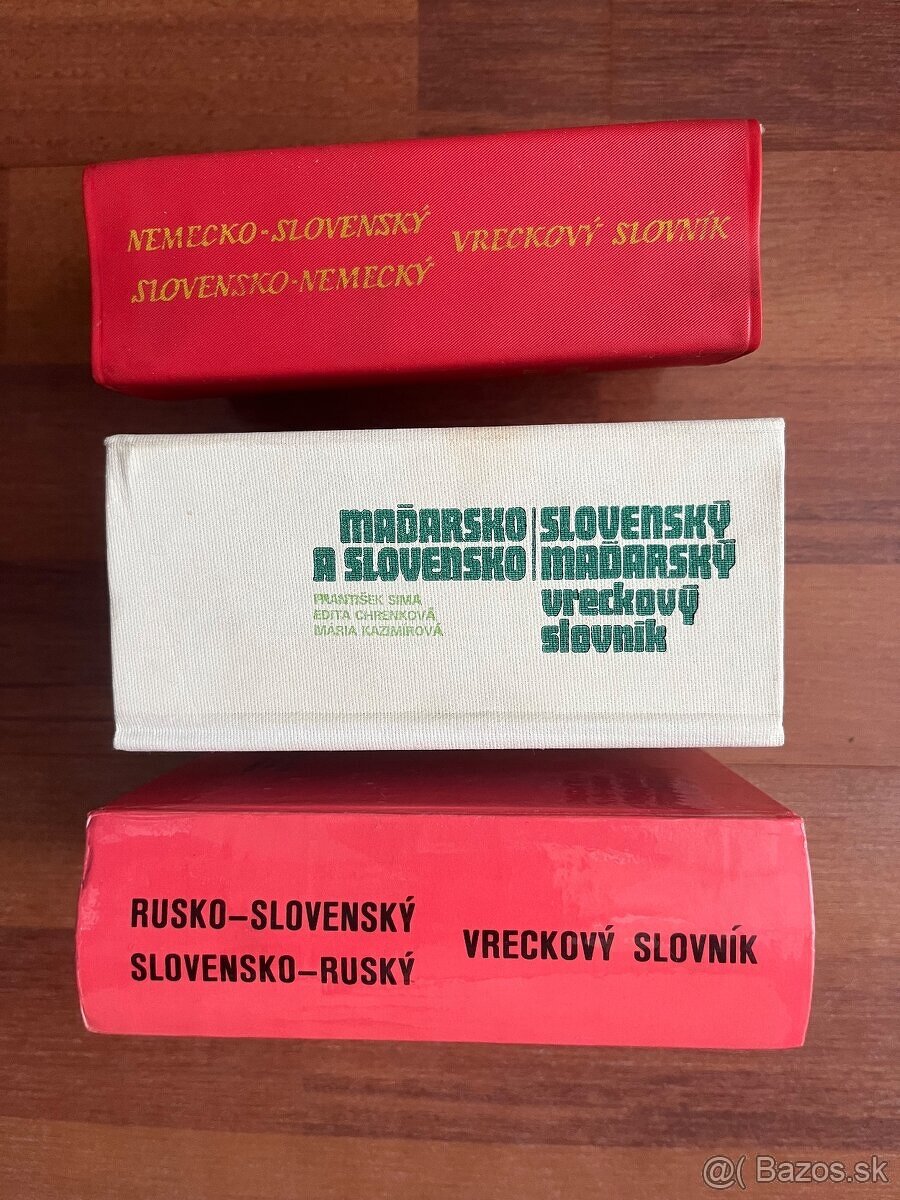 NEMECKO-SLOVENSKÝ
SLOVENSKO-NEMECKÝ
VRECKOVÝ SLOVNÍK
MAĎARSKO
A SLOVENSKO
SLOVENSKÝ
MAĎARSKÝ
vreckový
slovník
FRANTIŠEK SIMA
EDITA CHRENKOVÁ
MÁRIA KAZIMÍROVÁ
RUSKO–SLOVENSKÝ
SLOVENSKO–RUSKÝ
VRECKOVÝ SLOVNÍK
@( Bazos.sk